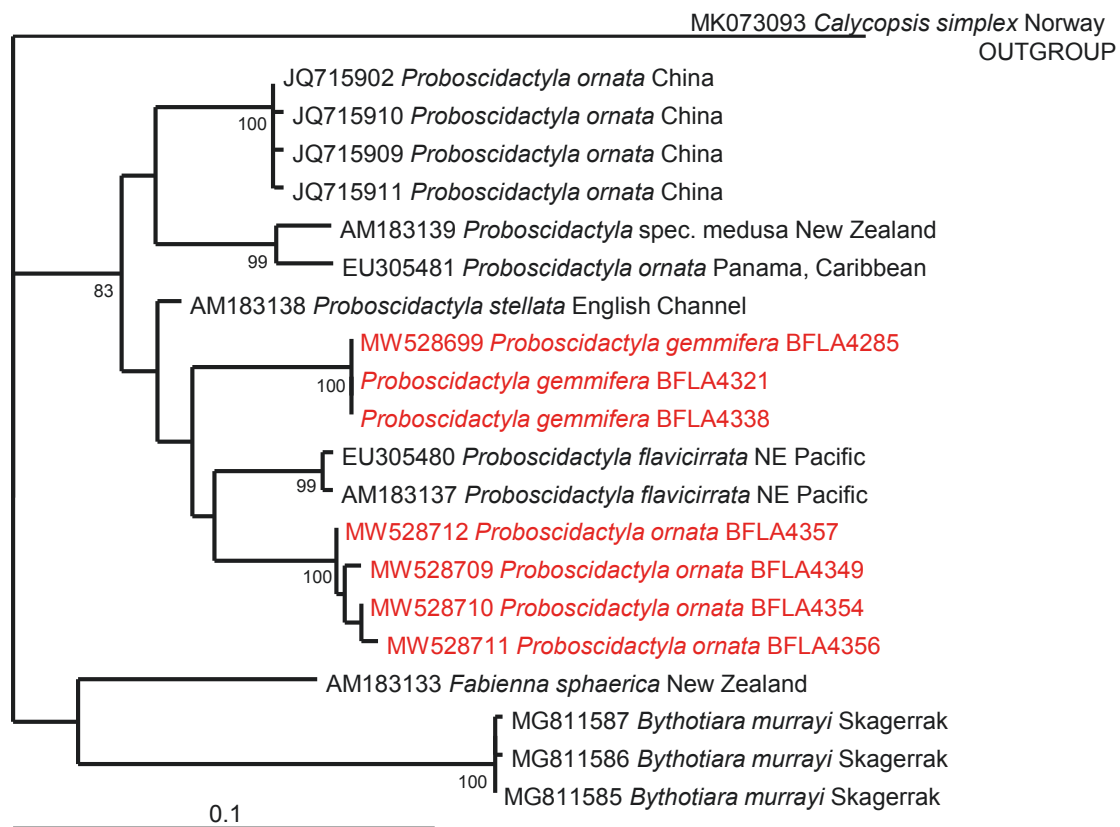 MK073093 Calycopsis simplex Norway
OUTGROUP
JQ715902 Proboscidactyla ornata China
JQ715910 Proboscidactyla ornata China
100
JQ715909 Proboscidactyla ornata China
JQ715911 Proboscidactyla ornata China
AM183139 Proboscidactyla spec. medusa New Zealand
99
EU305481 Proboscidactyla ornata Panama, Caribbean
83
AM183138 Proboscidactyla stellata English Channel
MW528699 Proboscidactyla gemmifera BFLA4285
100
Proboscidactyla gemmifera BFLA4321
Proboscidactyla gemmifera BFLA4338
EU305480 Proboscidactyla flavicirrata NE Pacific
99
AM183137 Proboscidactyla flavicirrata NE Pacific
MW528712 Proboscidactyla ornata BFLA4357
100
MW528709 Proboscidactyla ornata BFLA4349
MW528710 Proboscidactyla ornata BFLA4354
MW528711 Proboscidactyla ornata BFLA4356
AM183133 Fabienna sphaerica New Zealand
MG811587 Bythotiara murrayi Skagerrak
MG811586 Bythotiara murrayi Skagerrak
100
MG811585 Bythotiara murrayi Skagerrak
0.1